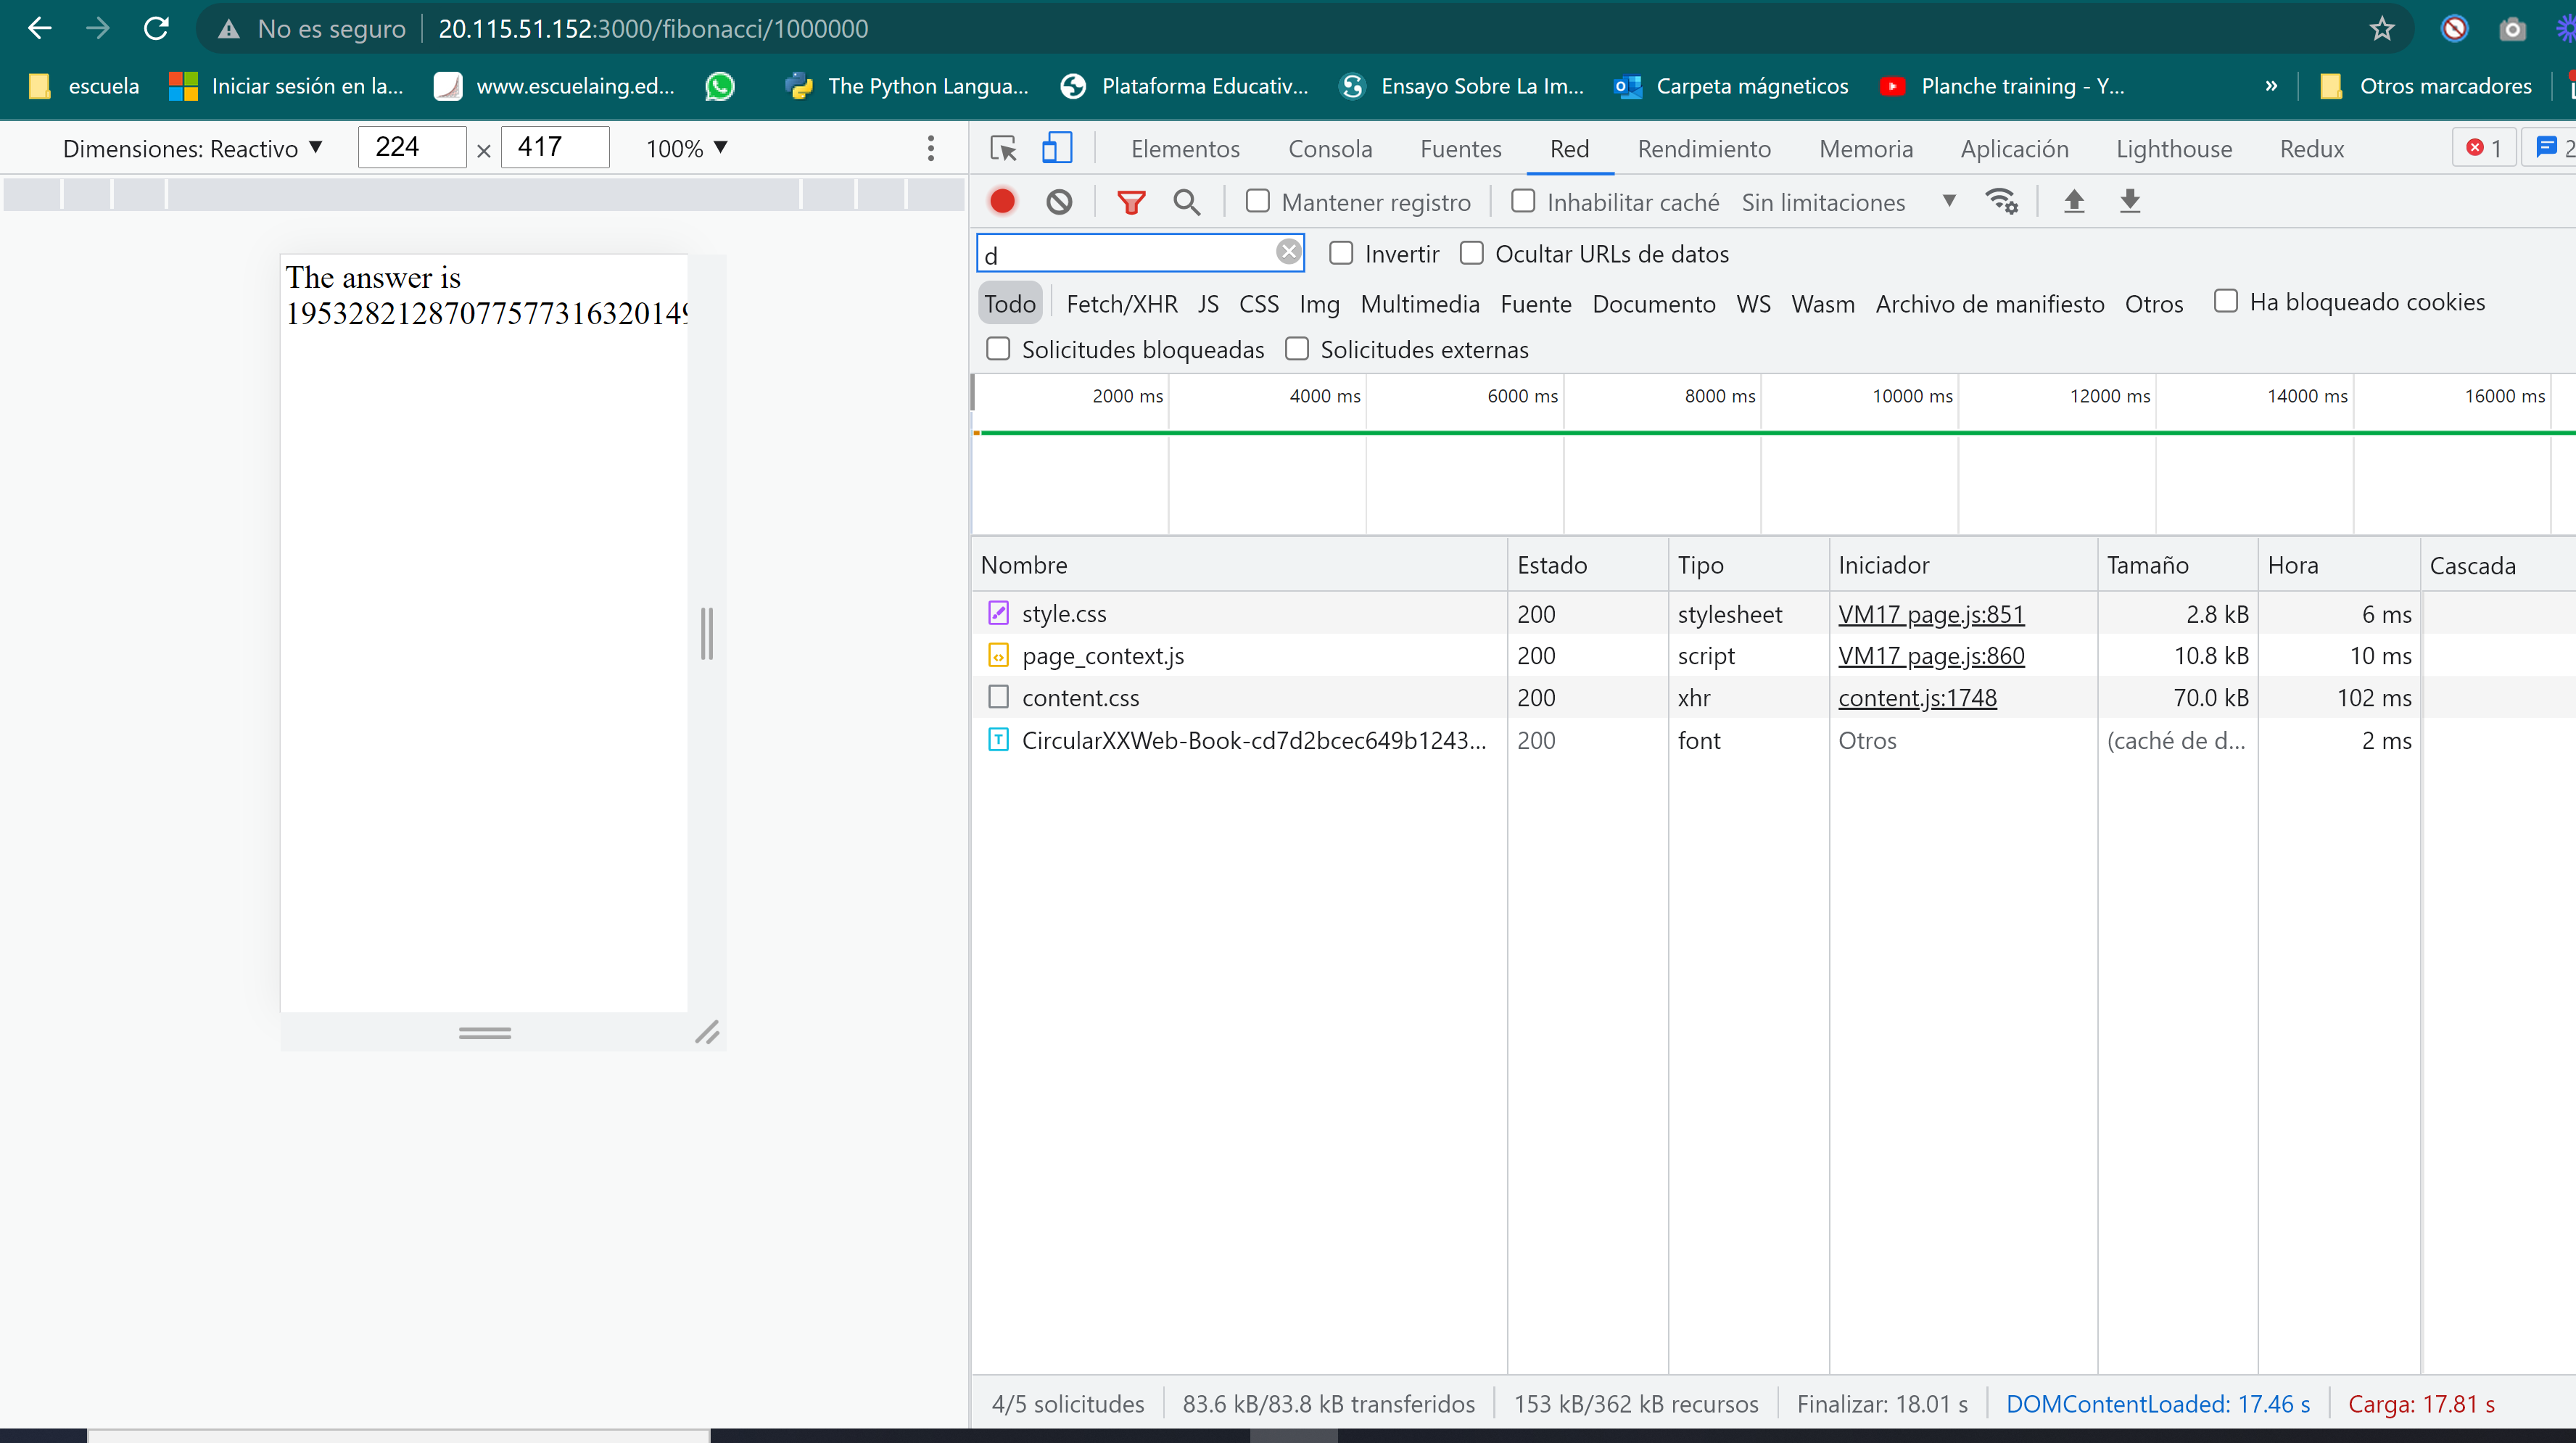 No es seguro 20.115.51.152:3000/fibonacci/1000000
escuela Iniciar sesión en la... www.escuelaing.ed... The Python Langua... Plataforma Educativ... Ensayo Sobre La Im... Carpeta mágneticos Planche training - Y... » Otros marcadores
Dimensiones: Reactivo ▼ 224 × 417 100% ▼
Elementos Consola Fuentes Red Rendimiento Memoria Aplicación Lighthouse Redux 1 2
Mantener registro Inhabilitar caché Sin limitaciones ▼
d Invertir Ocultar URLs de datos
Todo Fetch/XHR JS CSS Img Multimedia Fuente Documento WS Wasm Archivo de manifiesto Otros Ha bloqueado cookies
Solicitudes bloqueadas Solicitudes externas
The answer is
19532821287077577316320149
2000 ms 4000 ms 6000 ms 8000 ms 10000 ms 12000 ms 14000 ms 16000 ms
Nombre Estado Tipo Iniciador Tamaño Hora Cascada
style.css 200 stylesheet VM17 page.js:851 2.8 kB 6 ms
page_context.js 200 script VM17 page.js:860 10.8 kB 10 ms
content.css 200 xhr content.js:1748 70.0 kB 102 ms
CircularXXWeb-Book-cd7d2bcec649b1243... 200 font Otros (caché de d... 2 ms
4/5 solicitudes 83.6 kB/83.8 kB transferidos 153 kB/362 kB recursos Finalizar: 18.01 s DOMContentLoaded: 17.46 s Carga: 17.81 s